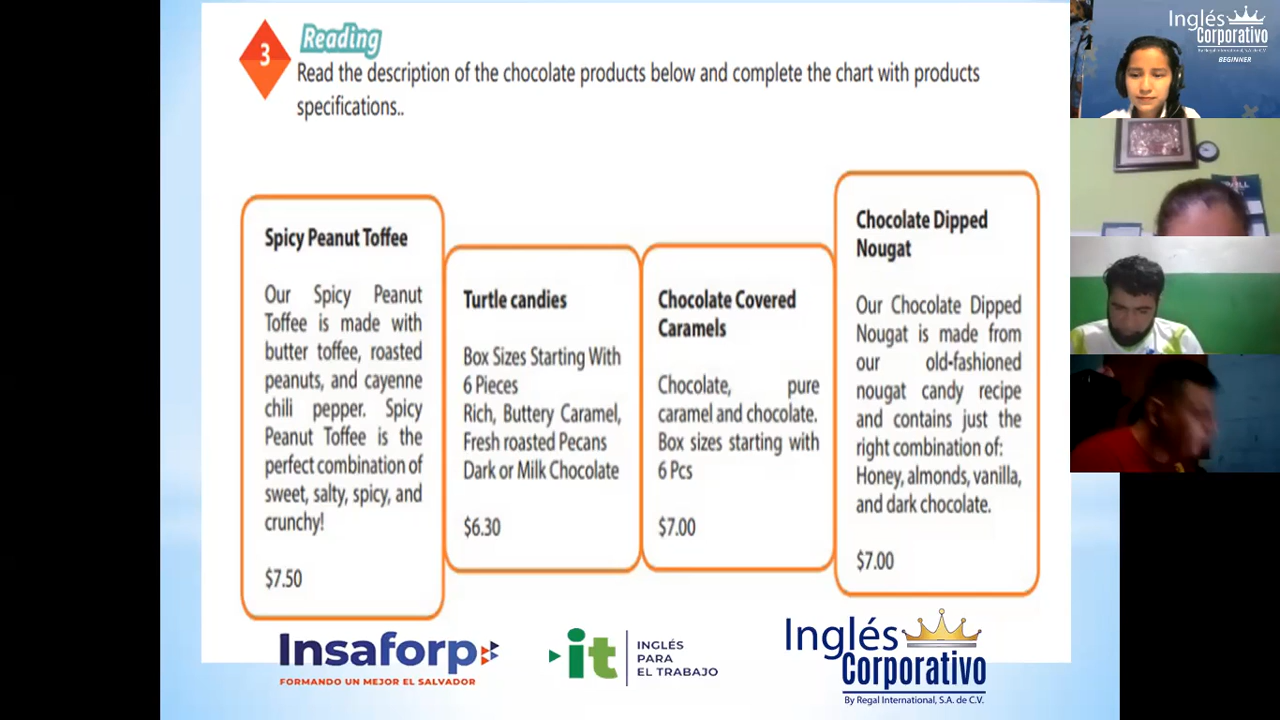 3
Reading
Read the description of the chocolate products below and complete the chart with products
specifications..
Spicy Peanut Toffee
Our Spicy Peanut
Toffee is made with
butter toffee, roasted
peanuts, and cayenne
chili pepper. Spicy
Peanut Toffee is the
perfect combination of
sweet, salty, spicy, and
crunchy!
$7.50
Turtle candies
Box Sizes Starting With
6 Pieces
Rich, Buttery Caramel,
Fresh roasted Pecans
Dark or Milk Chocolate
$6.30
Chocolate Covered
Caramels
Chocolate, pure
caramel and chocolate.
Box sizes starting with
6 Pcs
$7.00
Chocolate Dipped
Nougat
Our Chocolate Dipped
Nougat is made from
our old-fashioned
nougat candy recipe
and contains just the
right combination of:
Honey, almonds, vanilla,
and dark chocolate.
$7.00
Insaforp
FORMANDO UN MEJOR EL SALVADOR
it
INGLÉS
PARA
EL TRABAJO
Inglés
Corporativo
By Regal International, S.A. de C.V.
Inglés
Corporativo
By Regal International, S.A. de C.V.
BEGINNER